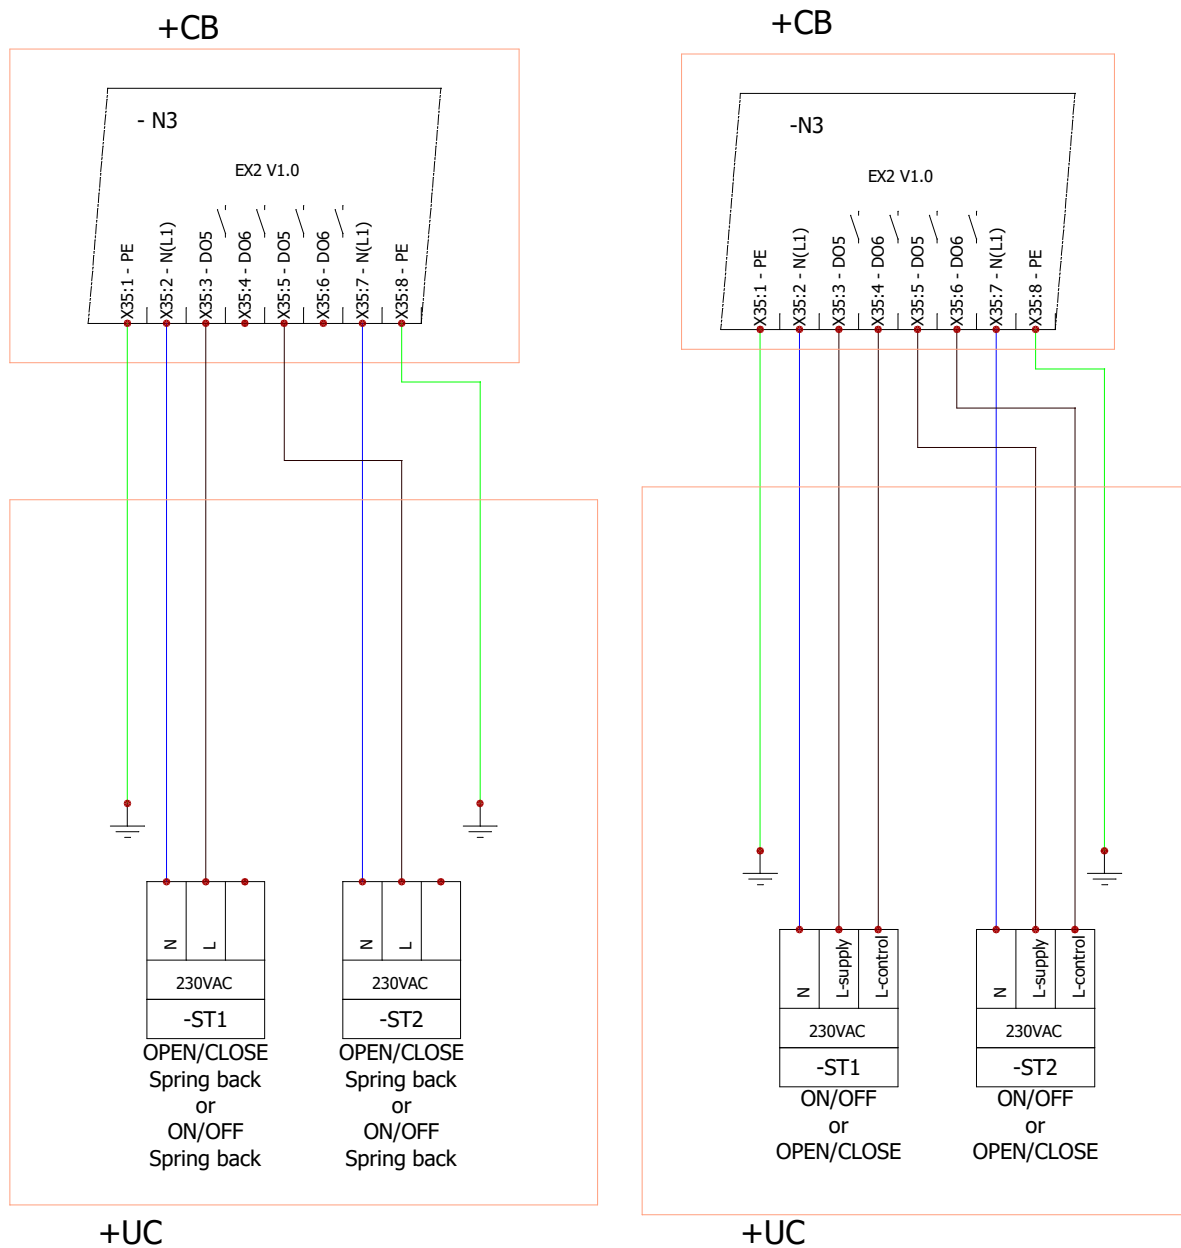 +CB
- N3
EX2 V1.0
X35:1 - PE
X35:2 - N(L1)
X35:3 - DO5
X35:4 - DO6
X35:5 - DO5
X35:6 - DO6
X35:7 - N(L1)
X35:8 - PE
N
L
230VAC
-ST1
OPEN/CLOSE
Spring back
or
ON/OFF
Spring back
N
L
230VAC
-ST2
OPEN/CLOSE
Spring back
or
ON/OFF
Spring back
+UC
+CB
-N3
EX2 V1.0
X35:1 - PE
X35:2 - N(L1)
X35:3 - DO5
X35:4 - DO6
X35:5 - DO5
X35:6 - DO6
X35:7 - N(L1)
X35:8 - PE
N
L-supply
L-control
230VAC
-ST1
ON/OFF
or
OPEN/CLOSE
N
L-supply
L-control
230VAC
-ST2
ON/OFF
or
OPEN/CLOSE
+UC